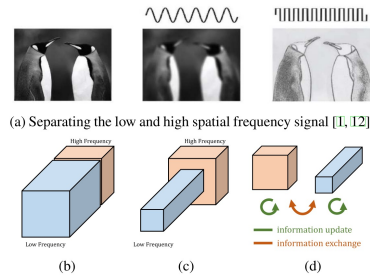 (a) Separating the low and high spatial frequency signal [1, 12]
High Frequency
High Frequency
Low Frequency
Low Frequency
information update
information exchange
(b)
(c)
(d)